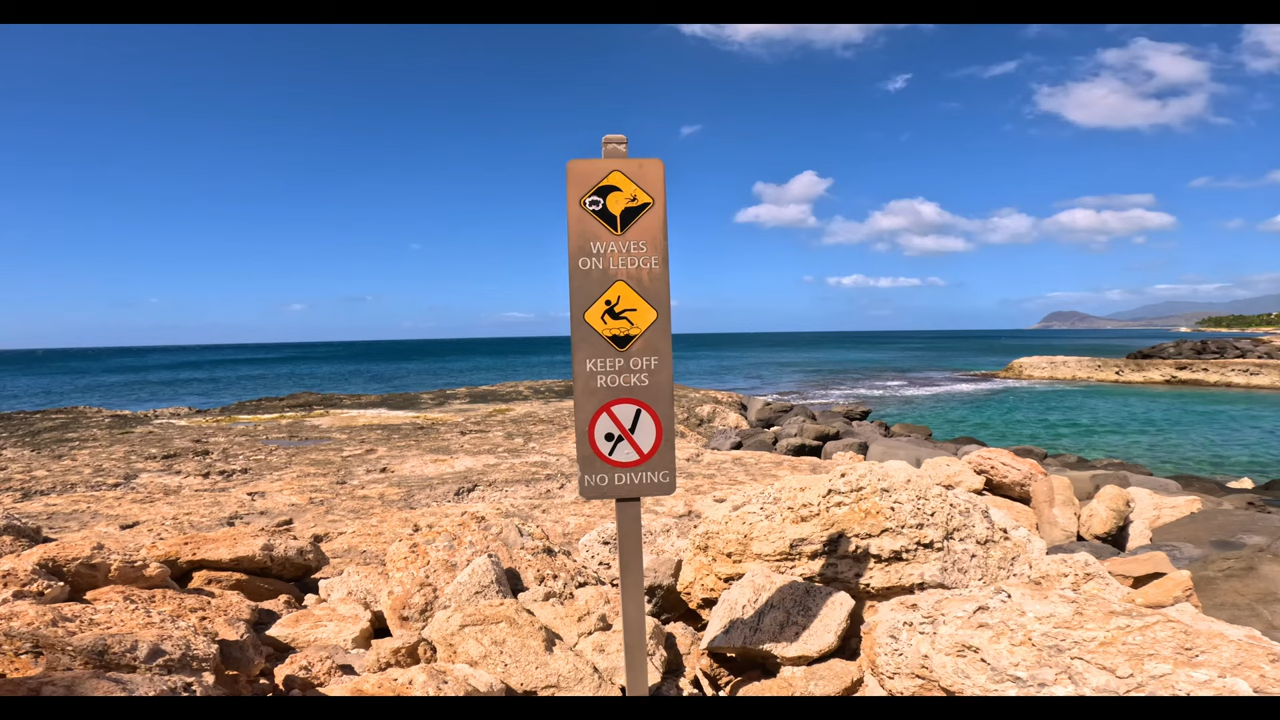 WAVES
ON LEDGE
KEEP OFF
ROCKS
NO DIVING